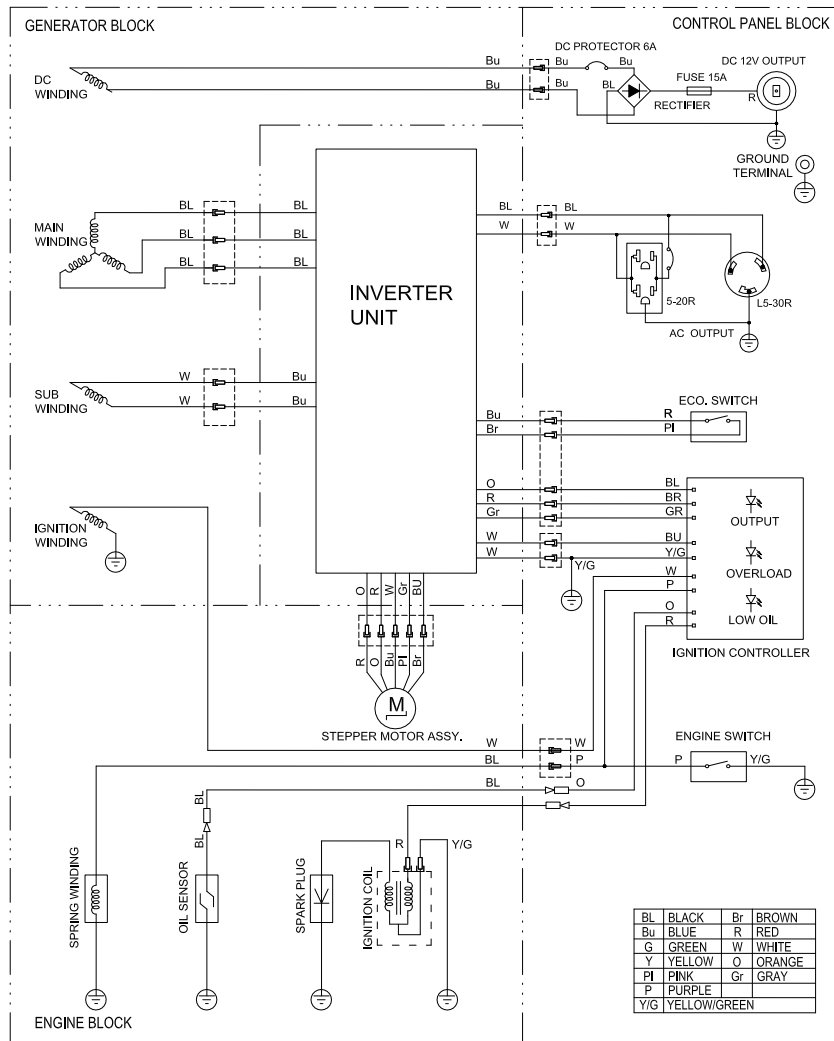 GENERATOR BLOCK
CONTROL PANEL BLOCK
DC
WINDING
Bu
Bu
Bu
Bu
DC PROTECTOR 6A
Bu
BL
RECTIFIER
FUSE 15A
R
DC 12V OUTPUT
GROUND
TERMINAL
MAIN
WINDING
BL
BL
BL
BL
BL
BL
INVERTER
UNIT
BL
BL
W
W
5-20R
L5-30R
AC OUTPUT
SUB
WINDING
W
Bu
W
Bu
ECO. SWITCH
Bu
R
Br
PI
IGNITION
WINDING
O
BL
R
BR
Gr
GR
OUTPUT
W
BU
W
Y/G
Y/G
OVERLOAD
W
P
O
LOW OIL
R
IGNITION CONTROLLER
O
R
W
Gr
BU
R
O
Bu
PI
Br
M
STEPPER MOTOR ASSY.
W
W
BL
P
ENGINE SWITCH
P
Y/G
BL
O
BL
BL
R
Y/G
SPRING WINDING
OIL SENSOR
SPARK PLUG
IGNITION COIL
ENGINE BLOCK
BL BLACK Br BROWN
Bu BLUE R RED
G GREEN W WHITE
Y YELLOW O ORANGE
PI PINK Gr GRAY
P PURPLE
Y/G YELLOW/GREEN